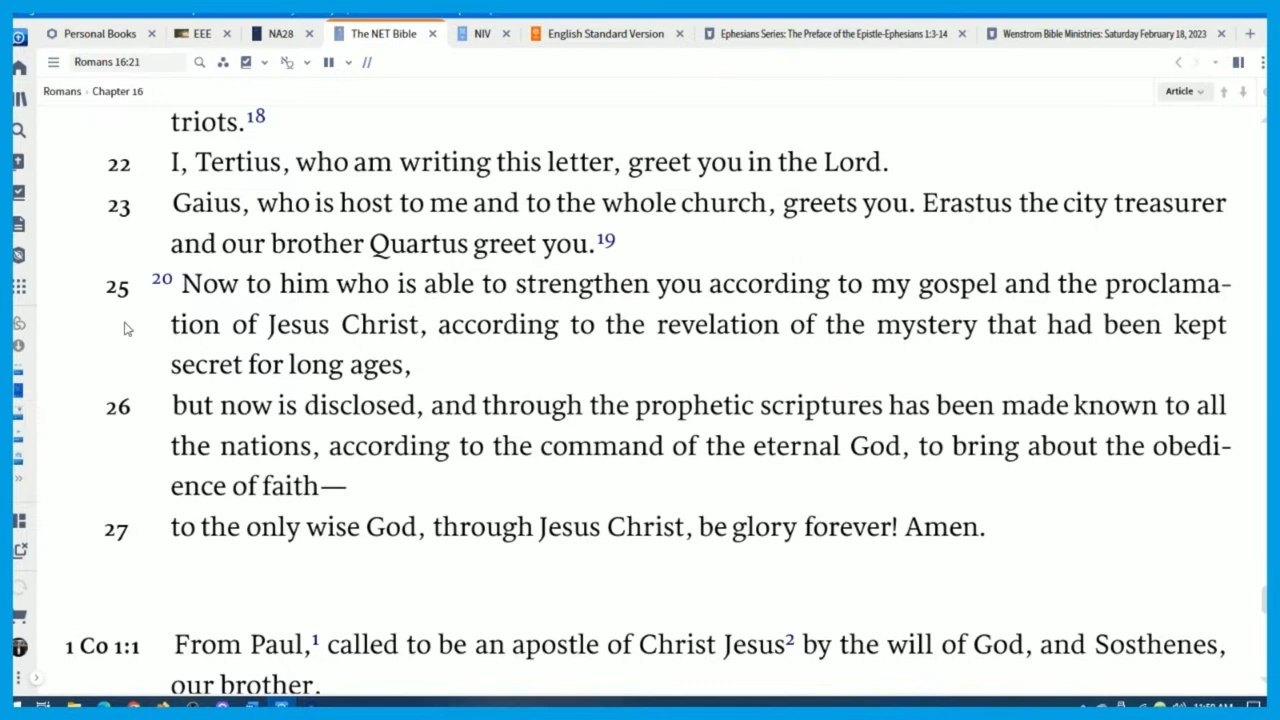 Personal Books EEE NA28 The NET Bible NIV English Standard Version Ephesians Series: The Preface of the Epistle-Ephesians 1:3-14 Wenstrom Bible Ministries: Saturday February 18, 2023
Romans 16:21
Romans › Chapter 16 Article
triots.18
22 I, Tertius, who am writing this letter, greet you in the Lord.
23 Gaius, who is host to me and to the whole church, greets you. Erastus the city treasurer
and our brother Quartus greet you.19
25 20 Now to him who is able to strengthen you according to my gospel and the proclama-
tion of Jesus Christ, according to the revelation of the mystery that had been kept
secret for long ages,
26 but now is disclosed, and through the prophetic scriptures has been made known to all
the nations, according to the command of the eternal God, to bring about the obedi-
ence of faith—
27 to the only wise God, through Jesus Christ, be glory forever! Amen.
1 Co 1:1 From Paul,1 called to be an apostle of Christ Jesus2 by the will of God, and Sosthenes,
our brother.